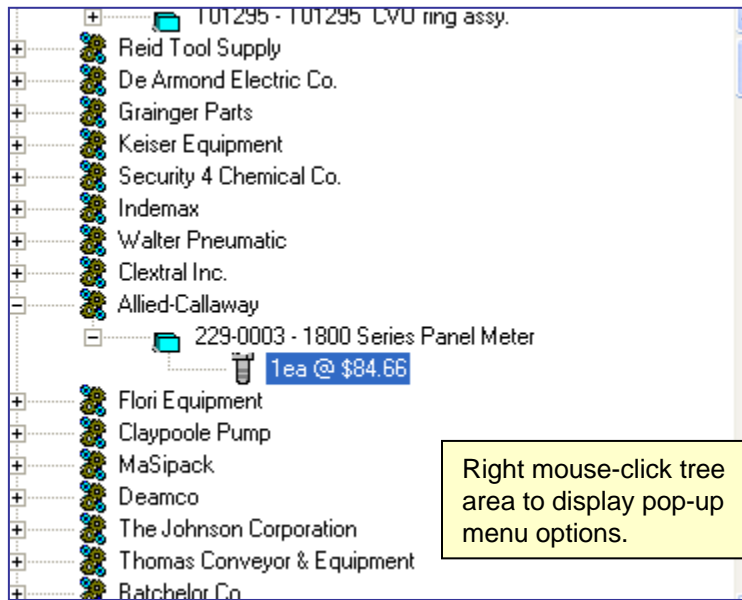 T01295 - T01295 CVO ring assy.
Reid Tool Supply
De Armond Electric Co.
Grainger Parts
Keiser Equipment
Security 4 Chemical Co.
Indemax
Walter Pneumatic
Clextral Inc.
Allied-Callaway
229-0003 - 1800 Series Panel Meter
1ea @ $84.66
Flori Equipment
Claypoole Pump
MaSipack
Deamco
The Johnson Corporation
Thomas Conveyor & Equipment
Batchelor Co
Right mouse-click tree
area to display pop-up
menu options.